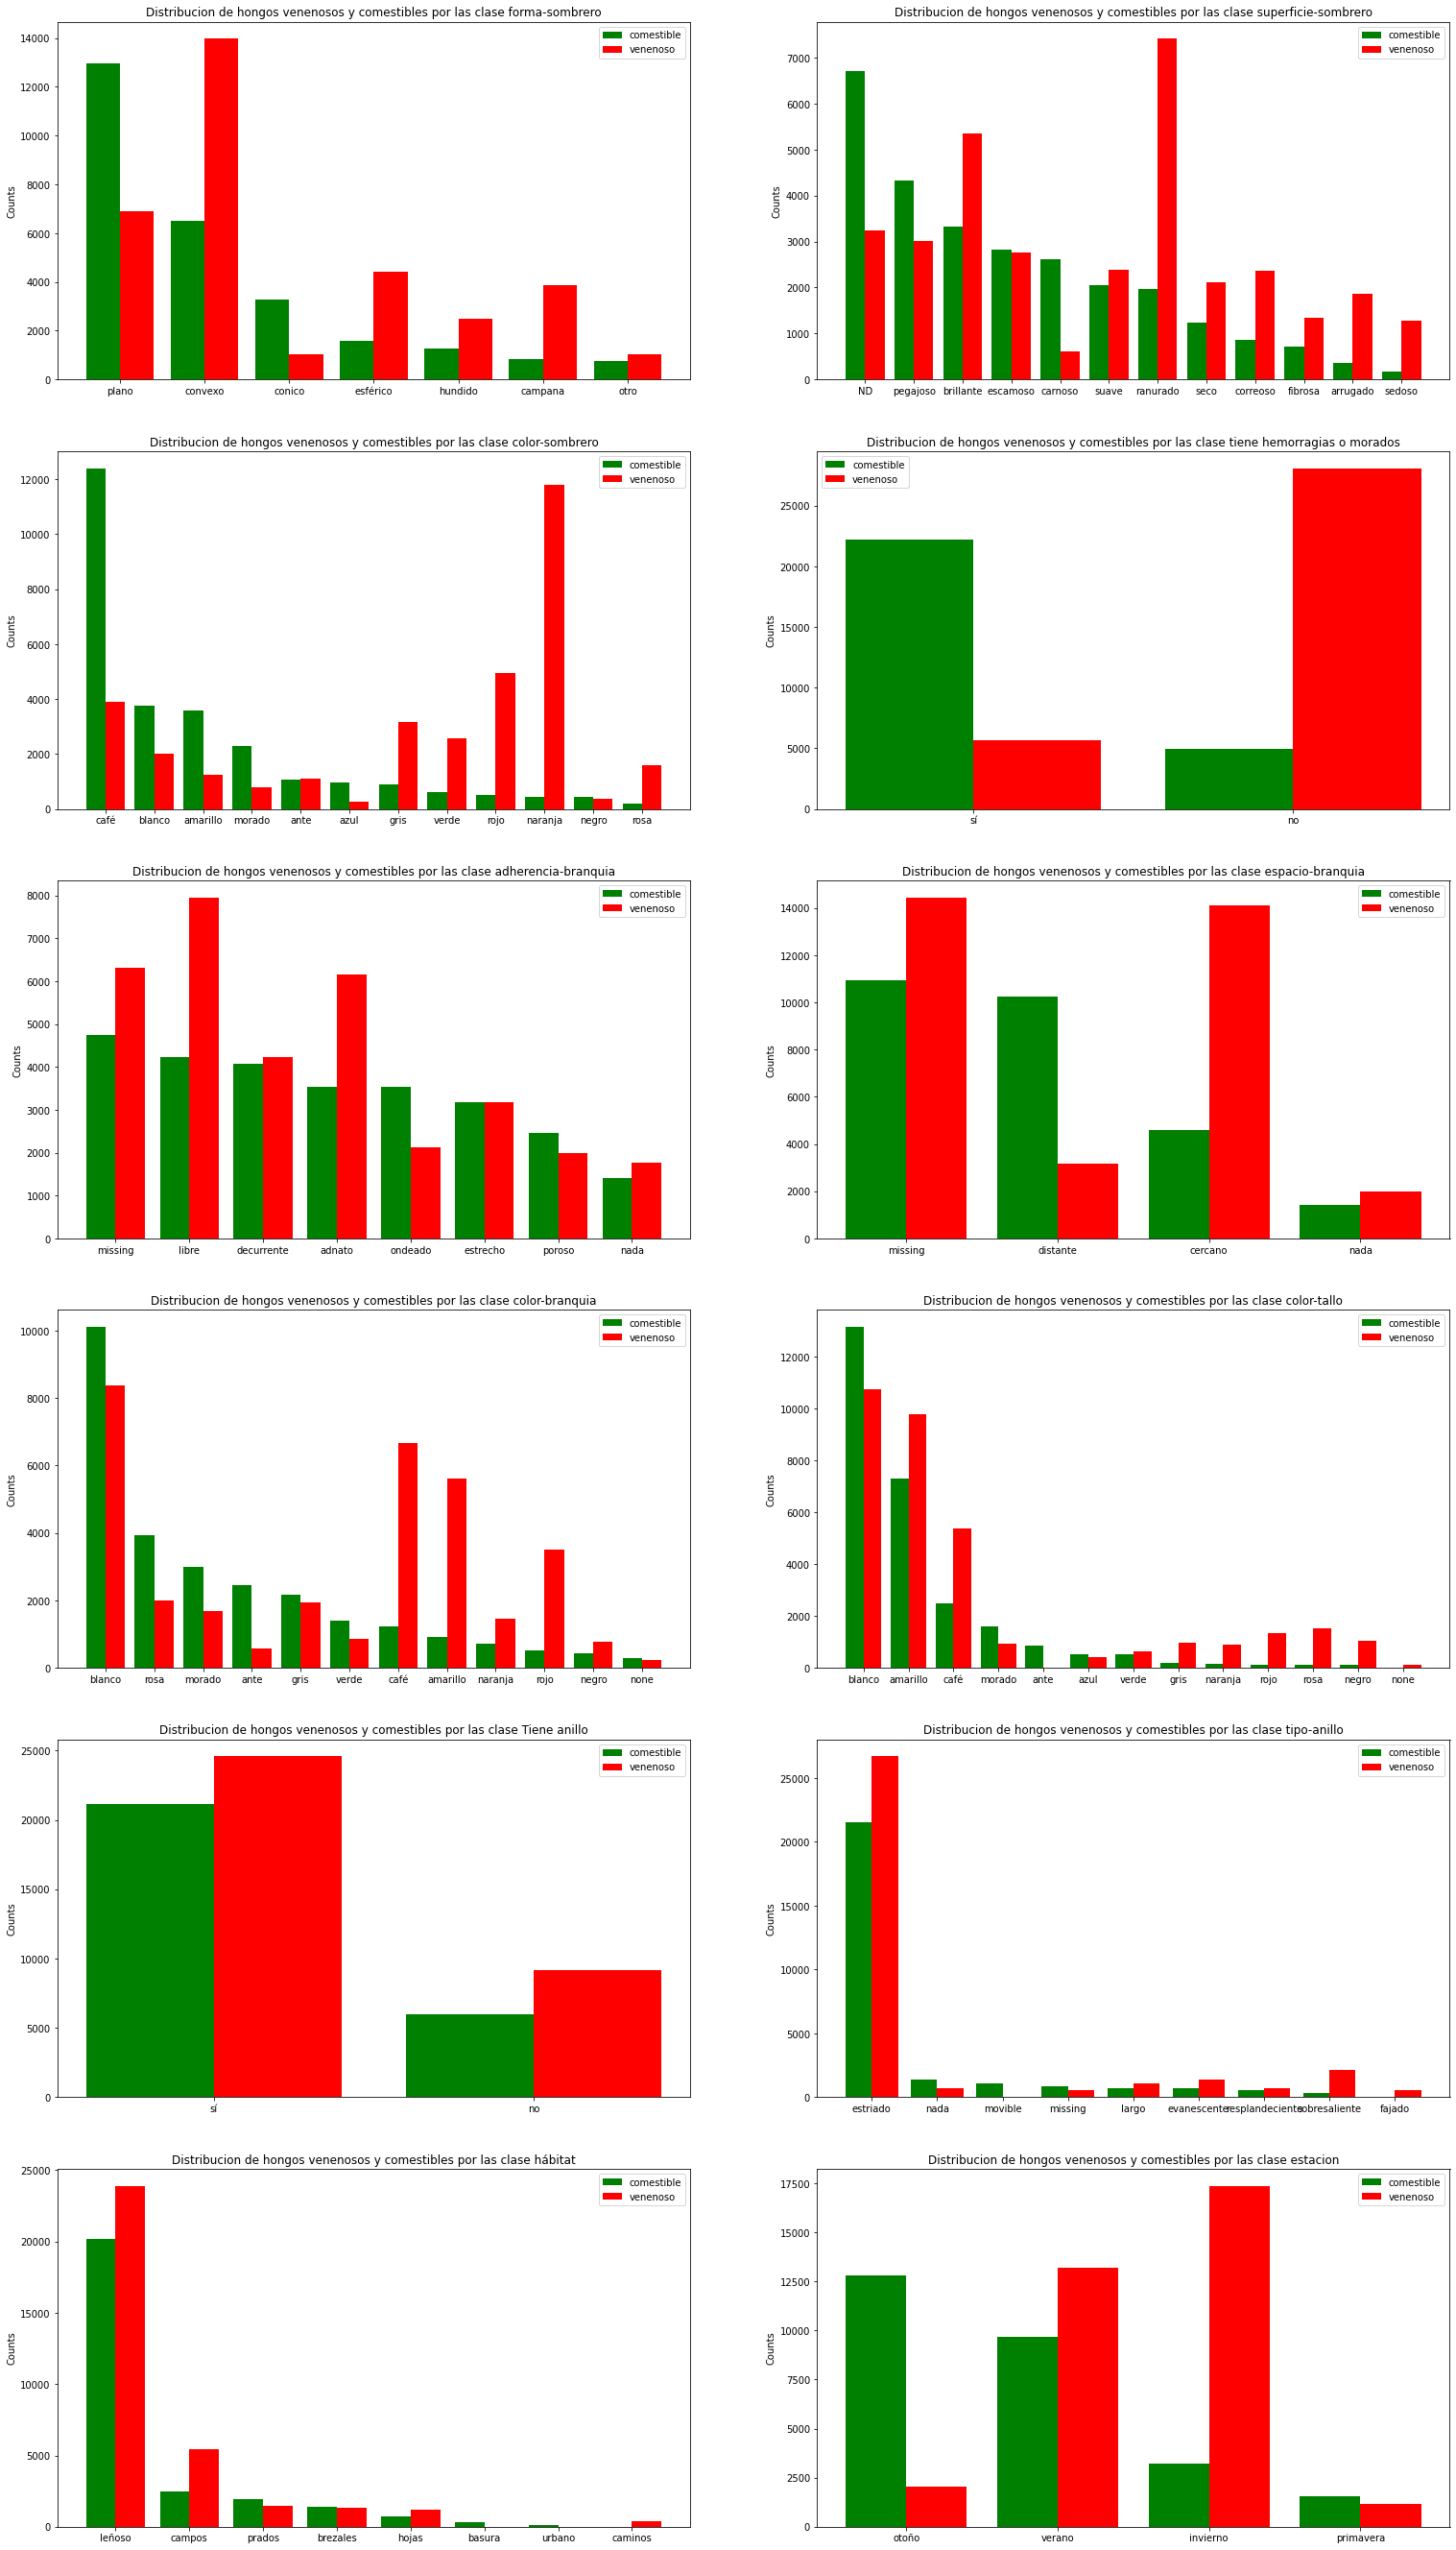 Distribucion de hongos venenosos y comestibles por las clase forma-sombrero
comestible
venenoso
14000
12000
10000
8000
6000
4000
2000
0
Counts
plano convexo conico esférico hundido campana otro
Distribucion de hongos venenosos y comestibles por las clase superficie-sombrero
comestible
venenoso
7000
6000
5000
4000
3000
2000
1000
0
Counts
ND pegajoso brillante escamoso carnoso suave ranurado seco correoso fibrosa arrugado sedoso
Distribucion de hongos venenosos y comestibles por las clase color-sombrero
comestible
venenoso
12000
10000
8000
6000
4000
2000
0
Counts
café blanco amarillo morado ante azul gris verde rojo naranja negro rosa
Distribucion de hongos venenosos y comestibles por las clase tiene hemorragias o morados
comestible
venenoso
25000
20000
15000
10000
5000
0
Counts
sí no
Distribucion de hongos venenosos y comestibles por las clase adherencia-branquia
comestible
venenoso
8000
7000
6000
5000
4000
3000
2000
1000
0
Counts
missing libre decurrente adnato ondeado estrecho poroso nada
Distribucion de hongos venenosos y comestibles por las clase espacio-branquia
comestible
venenoso
14000
12000
10000
8000
6000
4000
2000
0
Counts
missing distante cercano nada
Distribucion de hongos venenosos y comestibles por las clase color-branquia
comestible
venenoso
10000
8000
6000
4000
2000
0
Counts
blanco rosa morado ante gris verde café amarillo naranja rojo negro none
Distribucion de hongos venenosos y comestibles por las clase color-tallo
comestible
venenoso
12000
10000
8000
6000
4000
2000
0
Counts
blanco amarillo café morado ante azul verde gris naranja rojo rosa negro none
Distribucion de hongos venenosos y comestibles por las clase Tiene anillo
comestible
venenoso
25000
20000
15000
10000
5000
0
Counts
sí no
Distribucion de hongos venenosos y comestibles por las clase tipo-anillo
comestible
venenoso
25000
20000
15000
10000
5000
0
Counts
estriado nada movible missing largo evanescente resplandeciente sobresaliente fajado
Distribucion de hongos venenosos y comestibles por las clase hábitat
comestible
venenoso
25000
20000
15000
10000
5000
0
Counts
leñoso campos prados brezales hojas basura urbano caminos
Distribucion de hongos venenosos y comestibles por las clase estacion
comestible
venenoso
17500
15000
12500
10000
7500
5000
2500
0
Counts
otoño verano invierno primavera